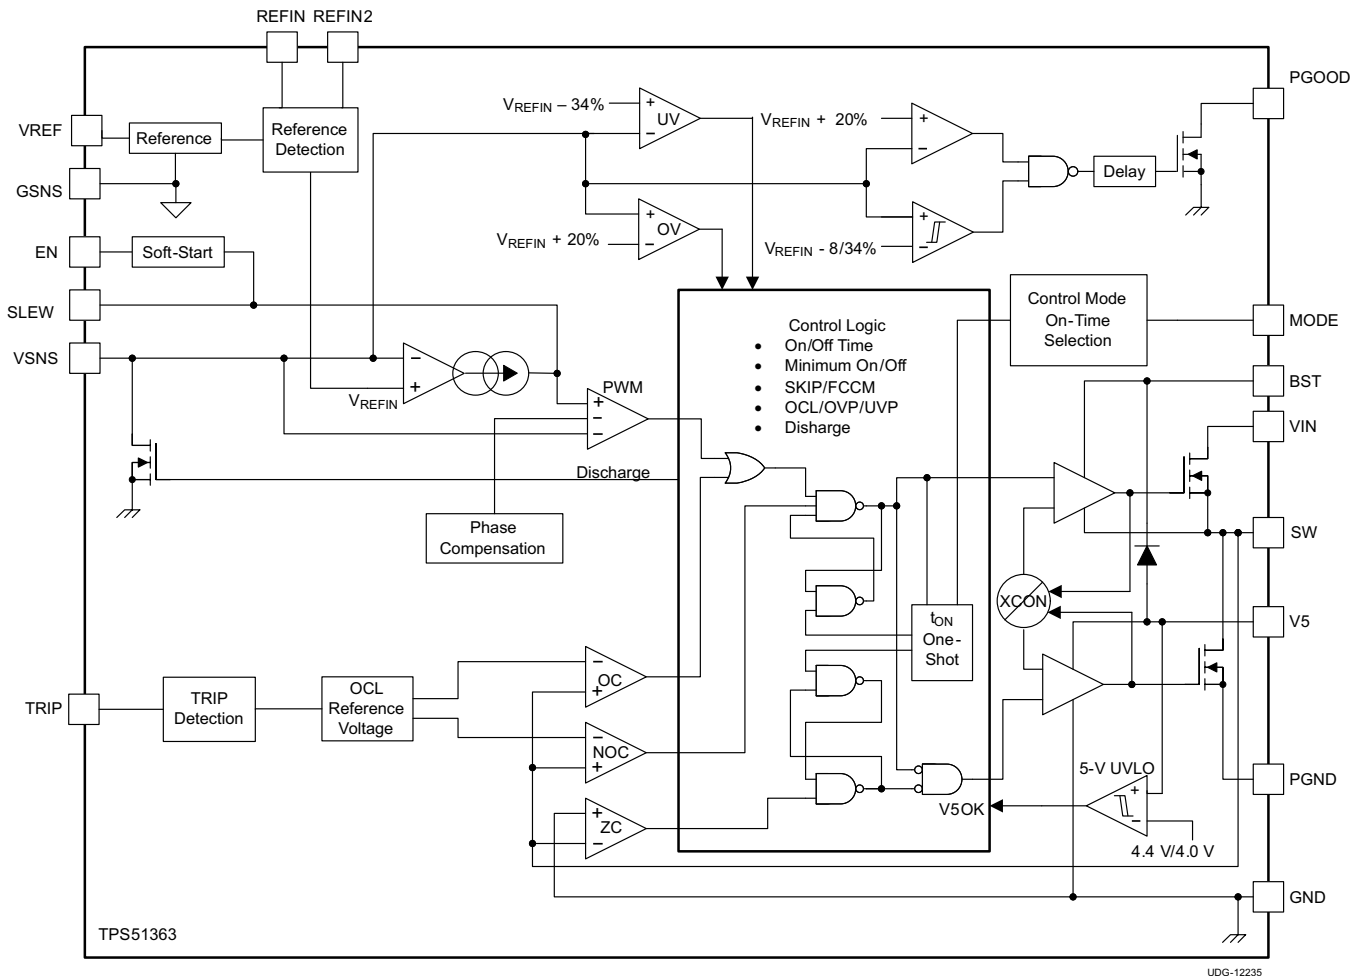 REFIN REFIN2
PGOOD
VREF
Reference
Reference
Detection
GSNS
VREFIN – 34%
+
UV
−
VREFIN + 20%
+
−
Delay
EN
Soft-Start
+
OV
−
VREFIN + 20%
+
−
VREFIN - 8/34%
SLEW
VSNS
Control Mode
On-Time
Selection
MODE
Control Logic
• On/Off Time
• Minimum On/Off
• SKIP/FCCM
• OCL/OVP/UVP
• Disharge
−
+
VREFIN
PWM
+
−
−
BST
VIN
Discharge
Phase
Compensation
SW
XCON
tON
One-
Shot
V5
TRIP
TRIP
Detection
OCL
Reference
Voltage
−
OC
+
−
NOC
+
+
ZC
−
5-V UVLO
+
−
V5OK
4.4 V/4.0 V
PGND
GND
TPS51363
UDG-12235